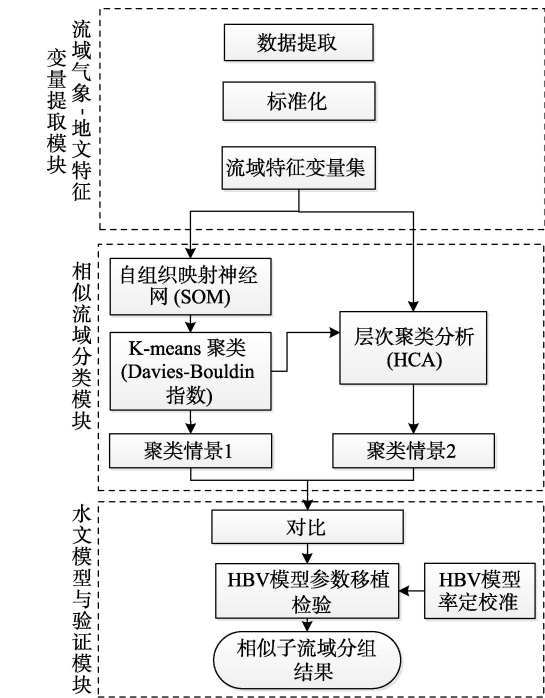 流域气象-地文特征
变量提取模块
数据提取
标准化
流域特征变量集
相似流域分类模块
自组织映射神经
网 (SOM)
K-means 聚类
(Davies-Bouldin
指数)
层次聚类分析
(HCA)
聚类情景1
聚类情景2
水文模型与验证模块
对比
HBV模型参数移植
检验
HBV模型
率定校准
相似子流域分组
结果